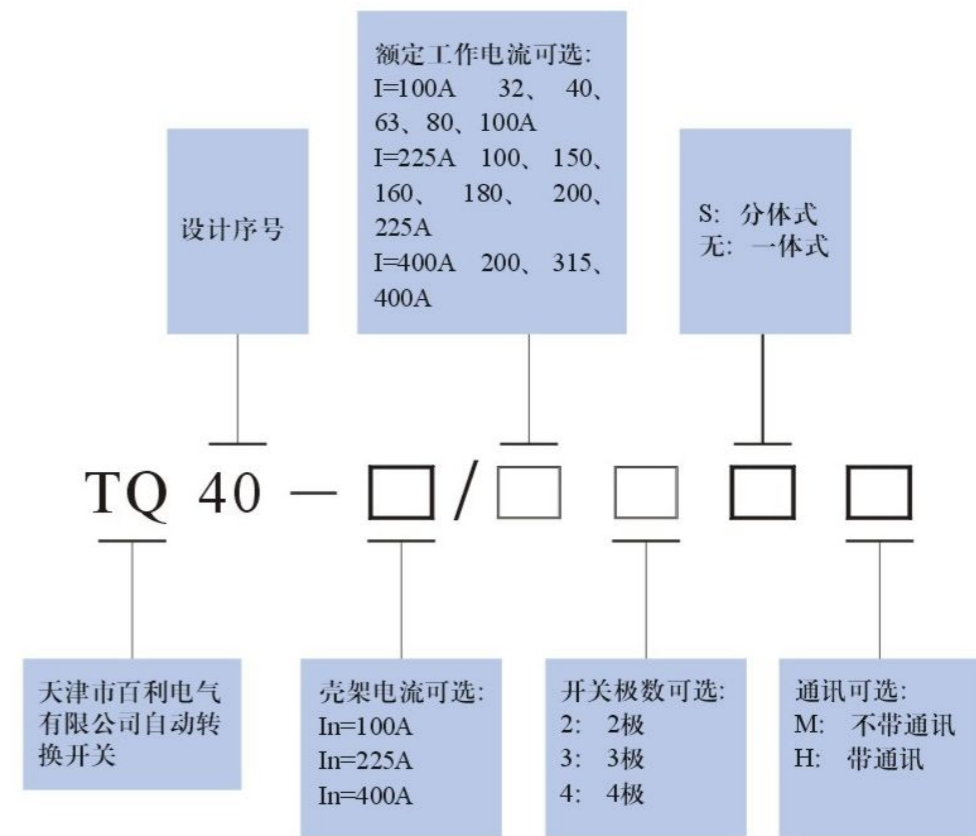 额定工作电流可选:
I=100A 32、 40、
63、80、100A
I=225A 100、 150、
160、 180、 200、
225A
I=400A 200、 315、
400A
设计序号
S: 分体式
无: 一体式
TQ 40 — □ / □ □ □ □
天津市百利电气
有限公司自动转
换开关
壳架电流可选:
In=100A
In=225A
In=400A
开关极数可选:
2: 2极
3: 3极
4: 4极
通讯可选:
M: 不带通讯
H: 带通讯